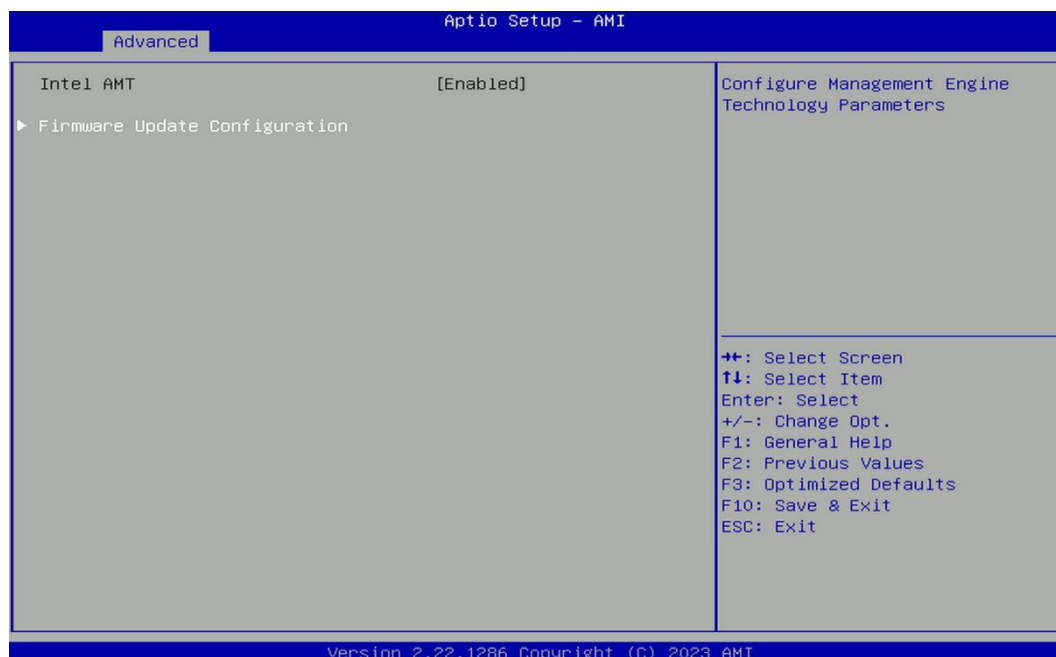 Aptio Setup – AMI
Advanced
Intel AMT [Enabled]
▶ Firmware Update Configuration
Configure Management Engine
Technology Parameters
→←: Select Screen
↑↓: Select Item
Enter: Select
+/-: Change Opt.
F1: General Help
F2: Previous Values
F3: Optimized Defaults
F10: Save & Exit
ESC: Exit
Version 2.22.1286 Copyright (C) 2023 AMI